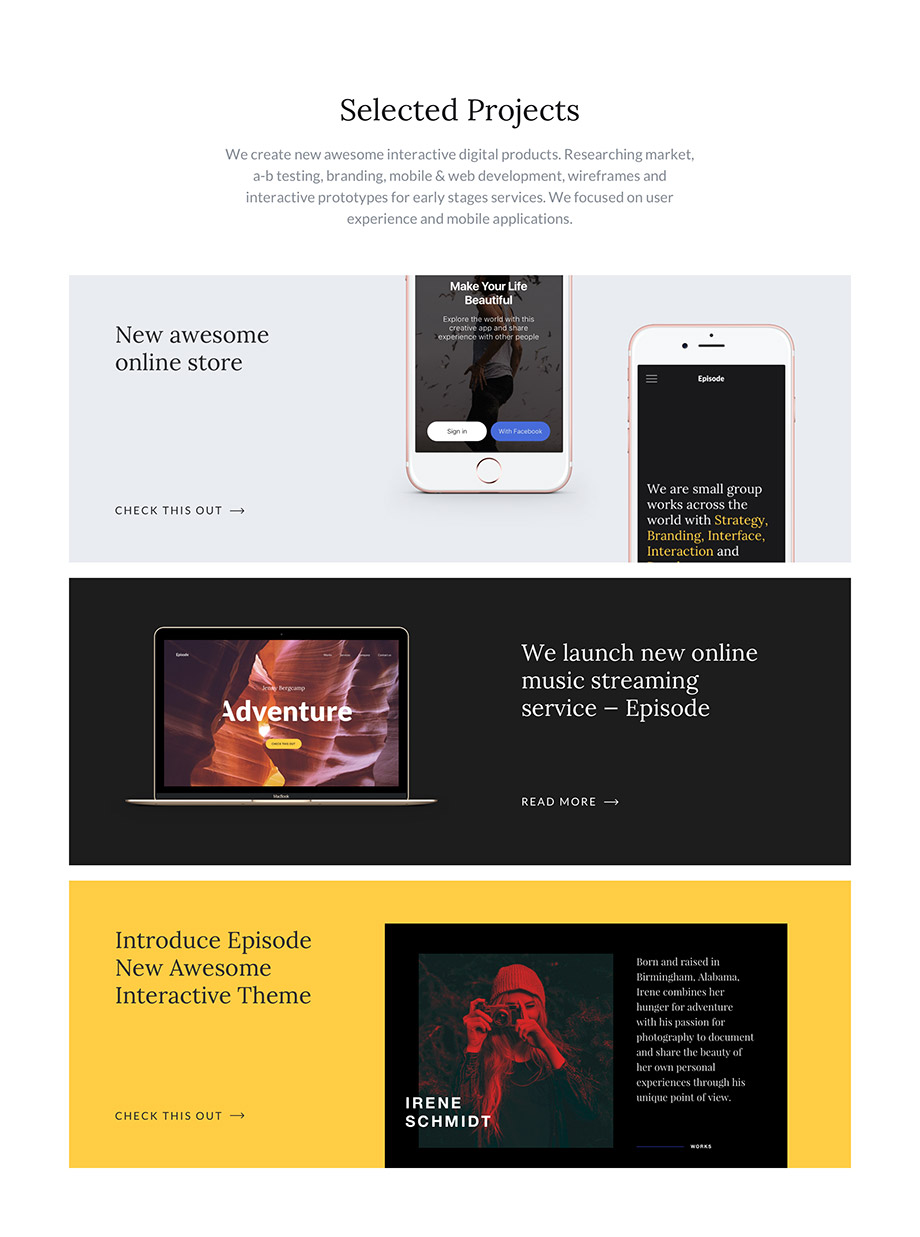 Selected Projects
We create new awesome interactive digital products. Researching market,
a-b testing, branding, mobile & web development, wireframes and
interactive prototypes for early stages services. We focused on user
experience and mobile applications.
New awesome
online store
CHECK THIS OUT
Make Your Life
Beautiful
Explore the world with this
creative app and share
experience with other people
Sign in
With Facebook
Episode
We are small group
works across the
world with Strategy,
Branding, Interface,
Interaction and
Episode
Works Services Contact us
Jenny Bergcamp
Adventure
CHECK THIS OUT
MacBook
We launch new online
music streaming
service – Episode
READ MORE
Introduce Episode
New Awesome
Interactive Theme
CHECK THIS OUT
IRENE
SCHMIDT
Born and raised in
Birmingham, Alabama,
Irene combines her
hunger for adventure
with his passion for
photography to document
and share the beauty of
her own personal
experiences through his
unique point of view.
WORKS